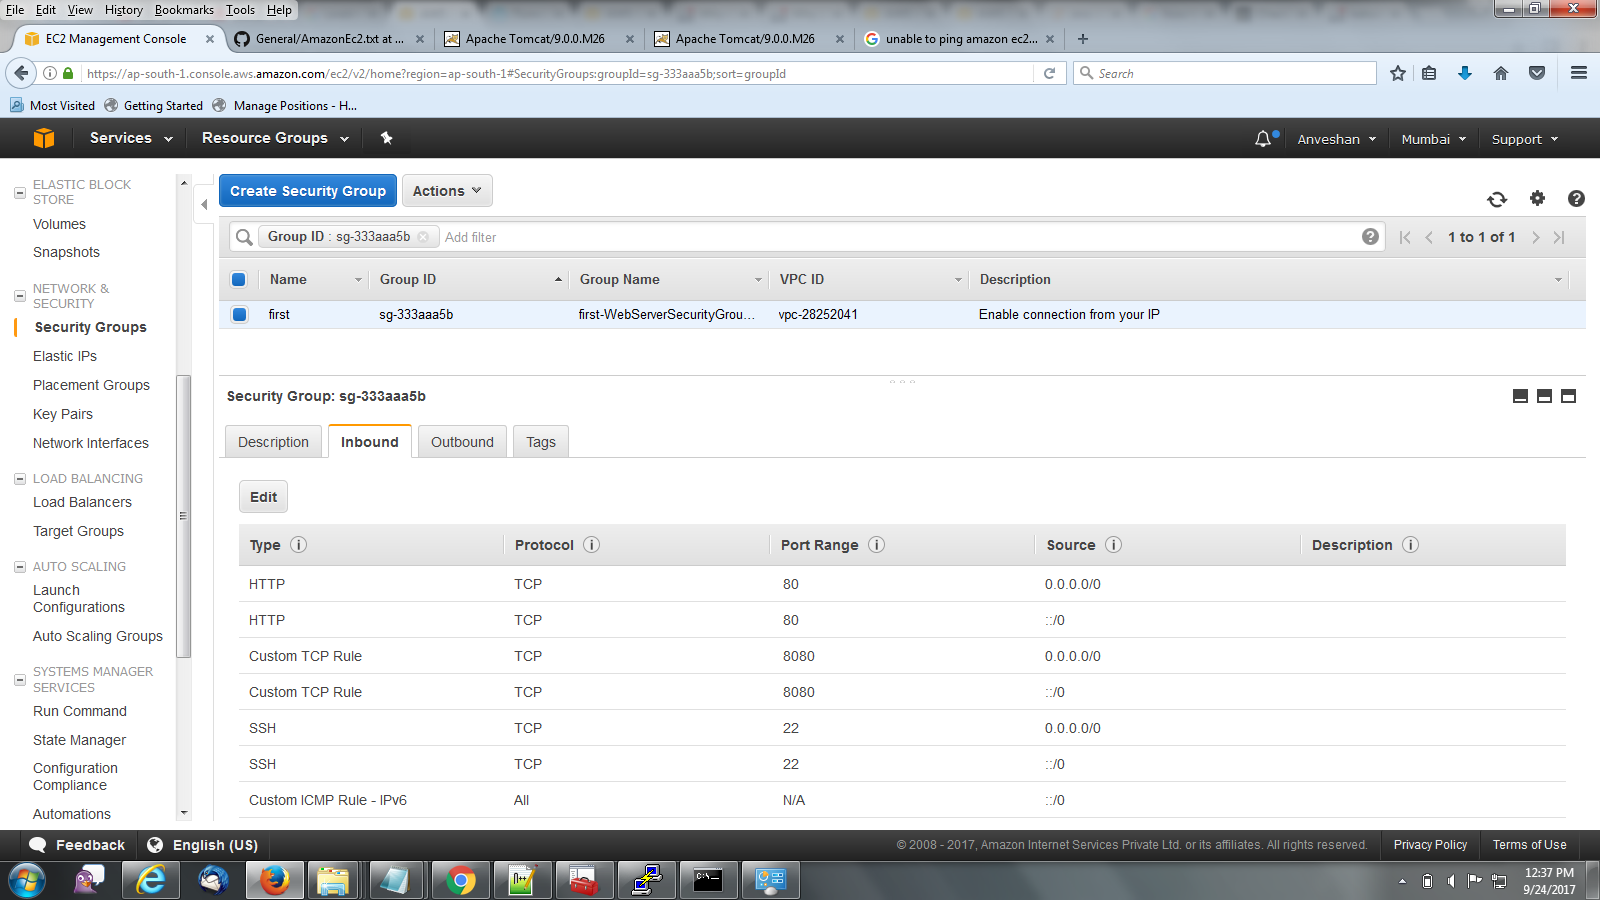 File Edit View History Bookmarks Tools Help
EC2 Management Console
General/AmazonEc2.txt at ...
Apache Tomcat/9.0.0.M26
Apache Tomcat/9.0.0.M26
unable to ping amazon ec2...
https://ap-south-1.console.aws.amazon.com/ec2/v2/home?region=ap-south-1#SecurityGroups:groupId=sg-333aaa5b;sort=groupId
Search
Most Visited Getting Started Manage Positions - H...
Services Resource Groups Anveshan Mumbai Support
ELASTIC BLOCK
STORE
Volumes
Snapshots
NETWORK &
SECURITY
Security Groups
Elastic IPs
Placement Groups
Key Pairs
Network Interfaces
LOAD BALANCING
Load Balancers
Target Groups
AUTO SCALING
Launch
Configurations
Auto Scaling Groups
SYSTEMS MANAGER
SERVICES
Run Command
State Manager
Configuration
Compliance
Automations
Create Security Group Actions
Group ID : sg-333aaa5b Add filter 1 to 1 of 1
Name Group ID Group Name VPC ID Description
first sg-333aaa5b first-WebServerSecurityGrou... vpc-28252041 Enable connection from your IP
Security Group: sg-333aaa5b
Description Inbound Outbound Tags
Edit
Type Protocol Port Range Source Description
HTTP TCP 80 0.0.0.0/0
HTTP TCP 80 ::/0
Custom TCP Rule TCP 8080 0.0.0.0/0
Custom TCP Rule TCP 8080 ::/0
SSH TCP 22 0.0.0.0/0
SSH TCP 22 ::/0
Custom ICMP Rule - IPv6 All N/A ::/0
Feedback English (US) © 2008 - 2017, Amazon Internet Services Private Ltd. or its affiliates. All rights reserved. Privacy Policy Terms of Use
12:37 PM
9/24/2017